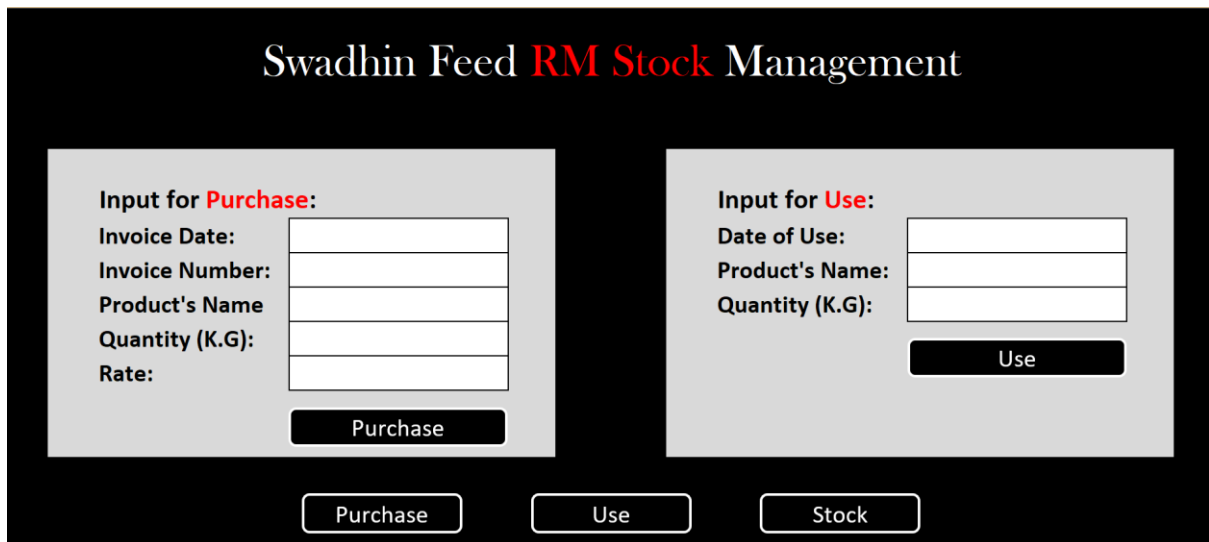 Swadhin Feed RM Stock Management
Input for Purchase:
Invoice Date:
Invoice Number:
Product's Name
Quantity (K.G):
Rate:
Purchase
Input for Use:
Date of Use:
Product's Name:
Quantity (K.G):
Use
Purchase
Use
Stock